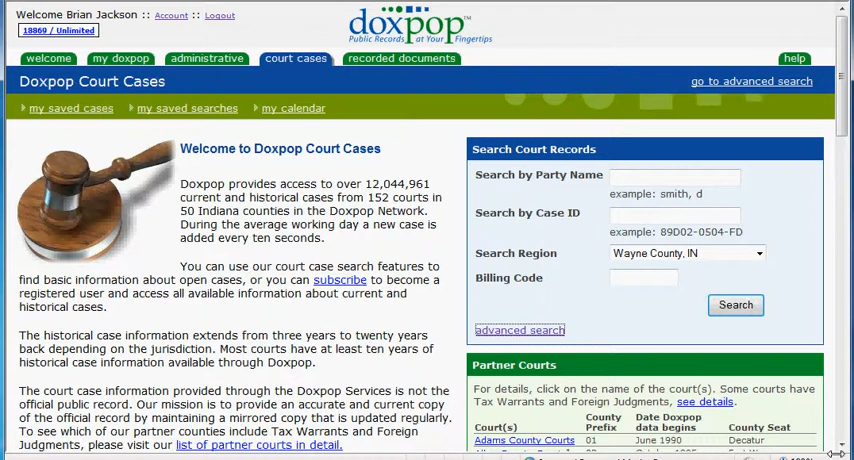 Welcome Brian Jackson :: Account :: Logout
18869 / Unlimited
doxpop™
Public Records at Your Fingertips
welcome
my doxpop
administrative
court cases
recorded documents
help
Doxpop Court Cases
go to advanced search
my saved cases
my saved searches
my calendar
Welcome to Doxpop Court Cases
Doxpop provides access to over 12,044,961
current and historical cases from 152 courts in
50 Indiana counties in the Doxpop Network.
During the average working day a new case is
added every ten seconds.
You can use our court case search features to
find basic information about open cases, or you can subscribe to become a
registered user and access all available information about current and
historical cases.
The historical case information extends from three years to twenty years
back depending on the jurisdiction. Most courts have at least ten years of
historical case information available through Doxpop.
The court case information provided through the Doxpop Services is not the
official public record. Our mission is to provide an accurate and current copy
of the official record by maintaining a mirrored copy that is updated regularly.
To see which of our partner counties include Tax Warrants and Foreign
Judgments, please visit our list of partner courts in detail.
Search Court Records
Search by Party Name
example: smith, d
Search by Case ID
example: 89D02-0504-FD
Search Region
Wayne County, IN
Billing Code
Search
advanced search
Partner Courts
For details, click on the name of the court(s). Some courts have
Tax Warrants and Foreign Judgments, see details.
Court(s) County Prefix Date Doxpop data begins County Seat
Adams County Courts 01 June 1990 Decatur